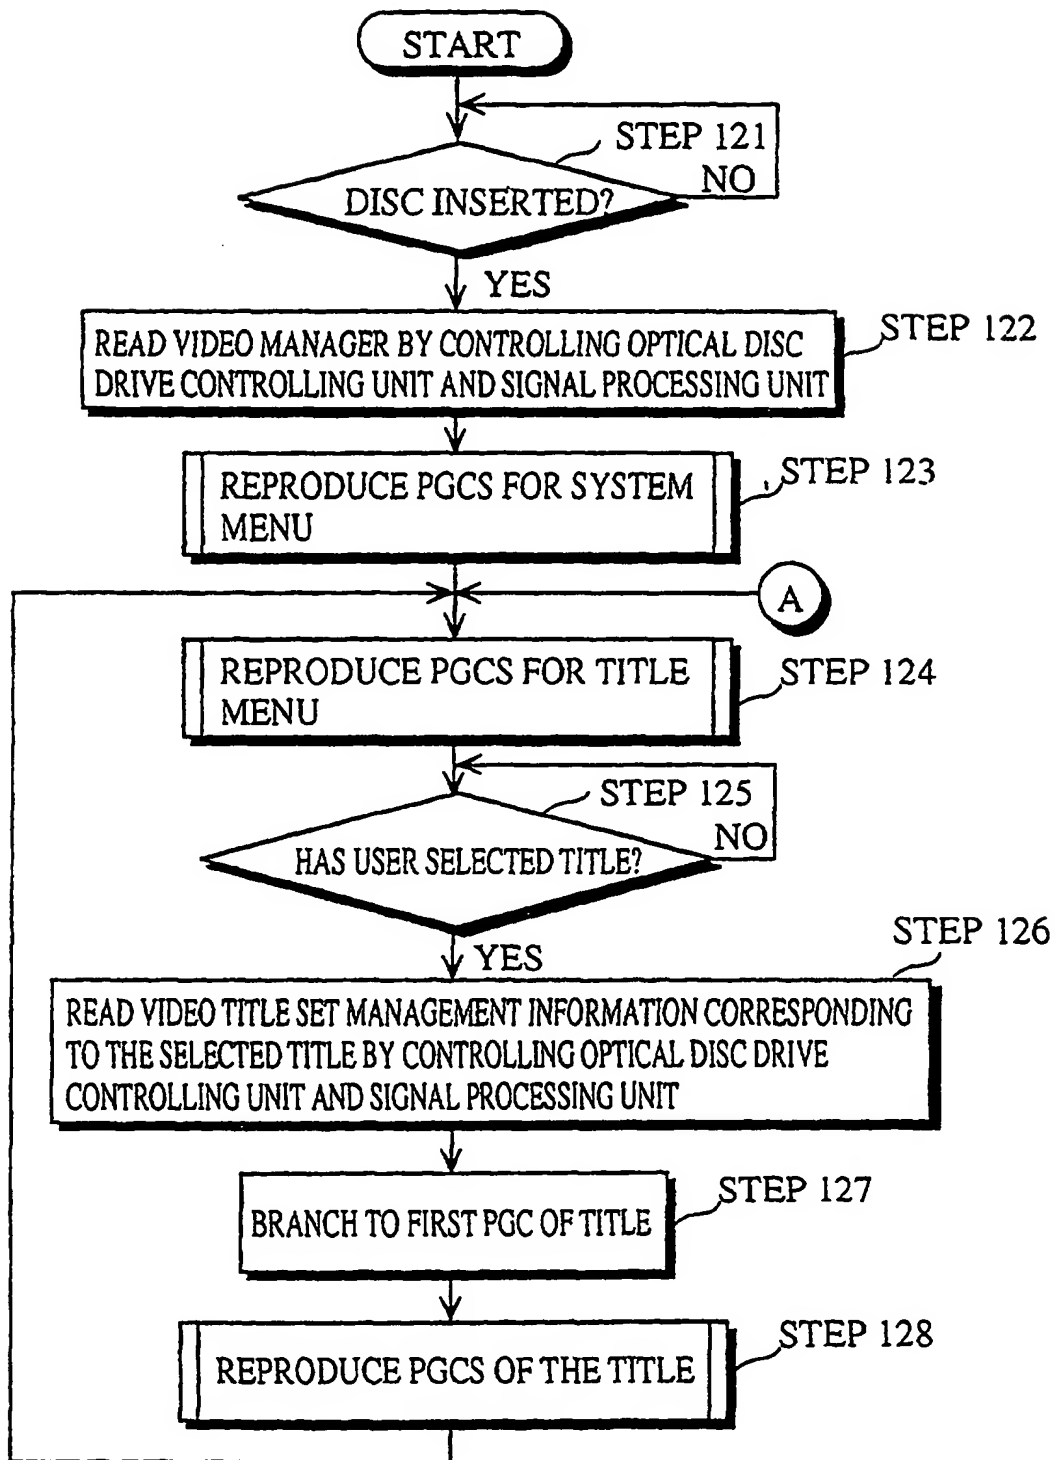 START
STEP 121
NO
DISC INSERTED?
YES
STEP 122
READ VIDEO MANAGER BY CONTROLLING OPTICAL DISC
DRIVE CONTROLLING UNIT AND SIGNAL PROCESSING UNIT
STEP 123
REPRODUCE PGCS FOR SYSTEM
MENU
A
REPRODUCE PGCS FOR TITLE
MENU
STEP 124
STEP 125
NO
HAS USER SELECTED TITLE?
YES
STEP 126
READ VIDEO TITLE SET MANAGEMENT INFORMATION CORRESPONDING
TO THE SELECTED TITLE BY CONTROLLING OPTICAL DISC DRIVE
CONTROLLING UNIT AND SIGNAL PROCESSING UNIT
STEP 127
BRANCH TO FIRST PGC OF TITLE
STEP 128
REPRODUCE PGCS OF THE TITLE